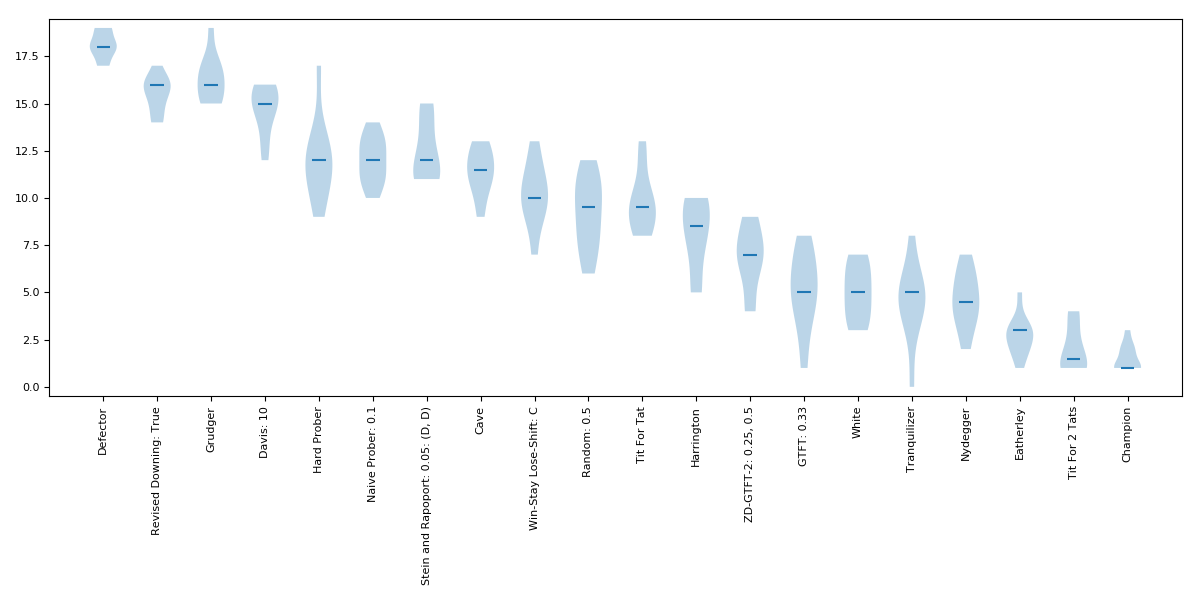 17.5
15.0
12.5
10.0
7.5
5.0
2.5
0.0
Defector
Revised Downing: True
Grudger
Davis: 10
Hard Prober
Naive Prober: 0.1
Stein and Rapoport: 0.05: (D, D)
Cave
Win-Stay Lose-Shift: C
Random: 0.5
Tit For Tat
Harrington
ZD-GTFT-2: 0.25, 0.5
GTFT: 0.33
White
Tranquilizer
Nydegger
Eatherley
Tit For 2 Tats
Champion